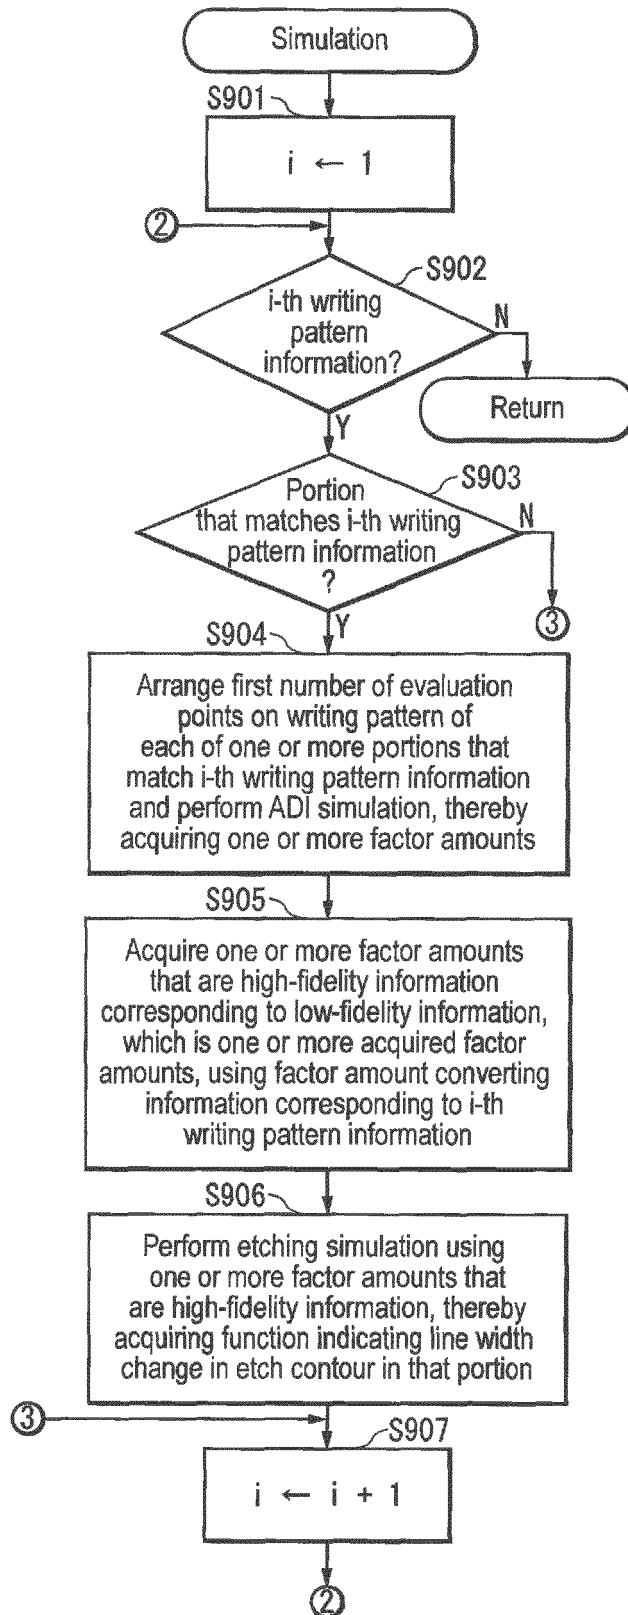 Simulation
S901
i ← 1
②
S902
i-th writing
pattern
information?
N
Return
Y
S903
Portion
that matches i-th writing
pattern information
?
N
③
Y
S904
Arrange first number of evaluation
points on writing pattern of
each of one or more portions that
match i-th writing pattern information
and perform ADI simulation, thereby
acquiring one or more factor amounts
S905
Acquire one or more factor amounts
that are high-fidelity information
corresponding to low-fidelity information,
which is one or more acquired factor
amounts, using factor amount converting
information corresponding to i-th
writing pattern information
S906
Perform etching simulation using
one or more factor amounts that
are high-fidelity information, thereby
acquiring function indicating line width
change in etch contour in that portion
③
S907
i ← i + 1
②